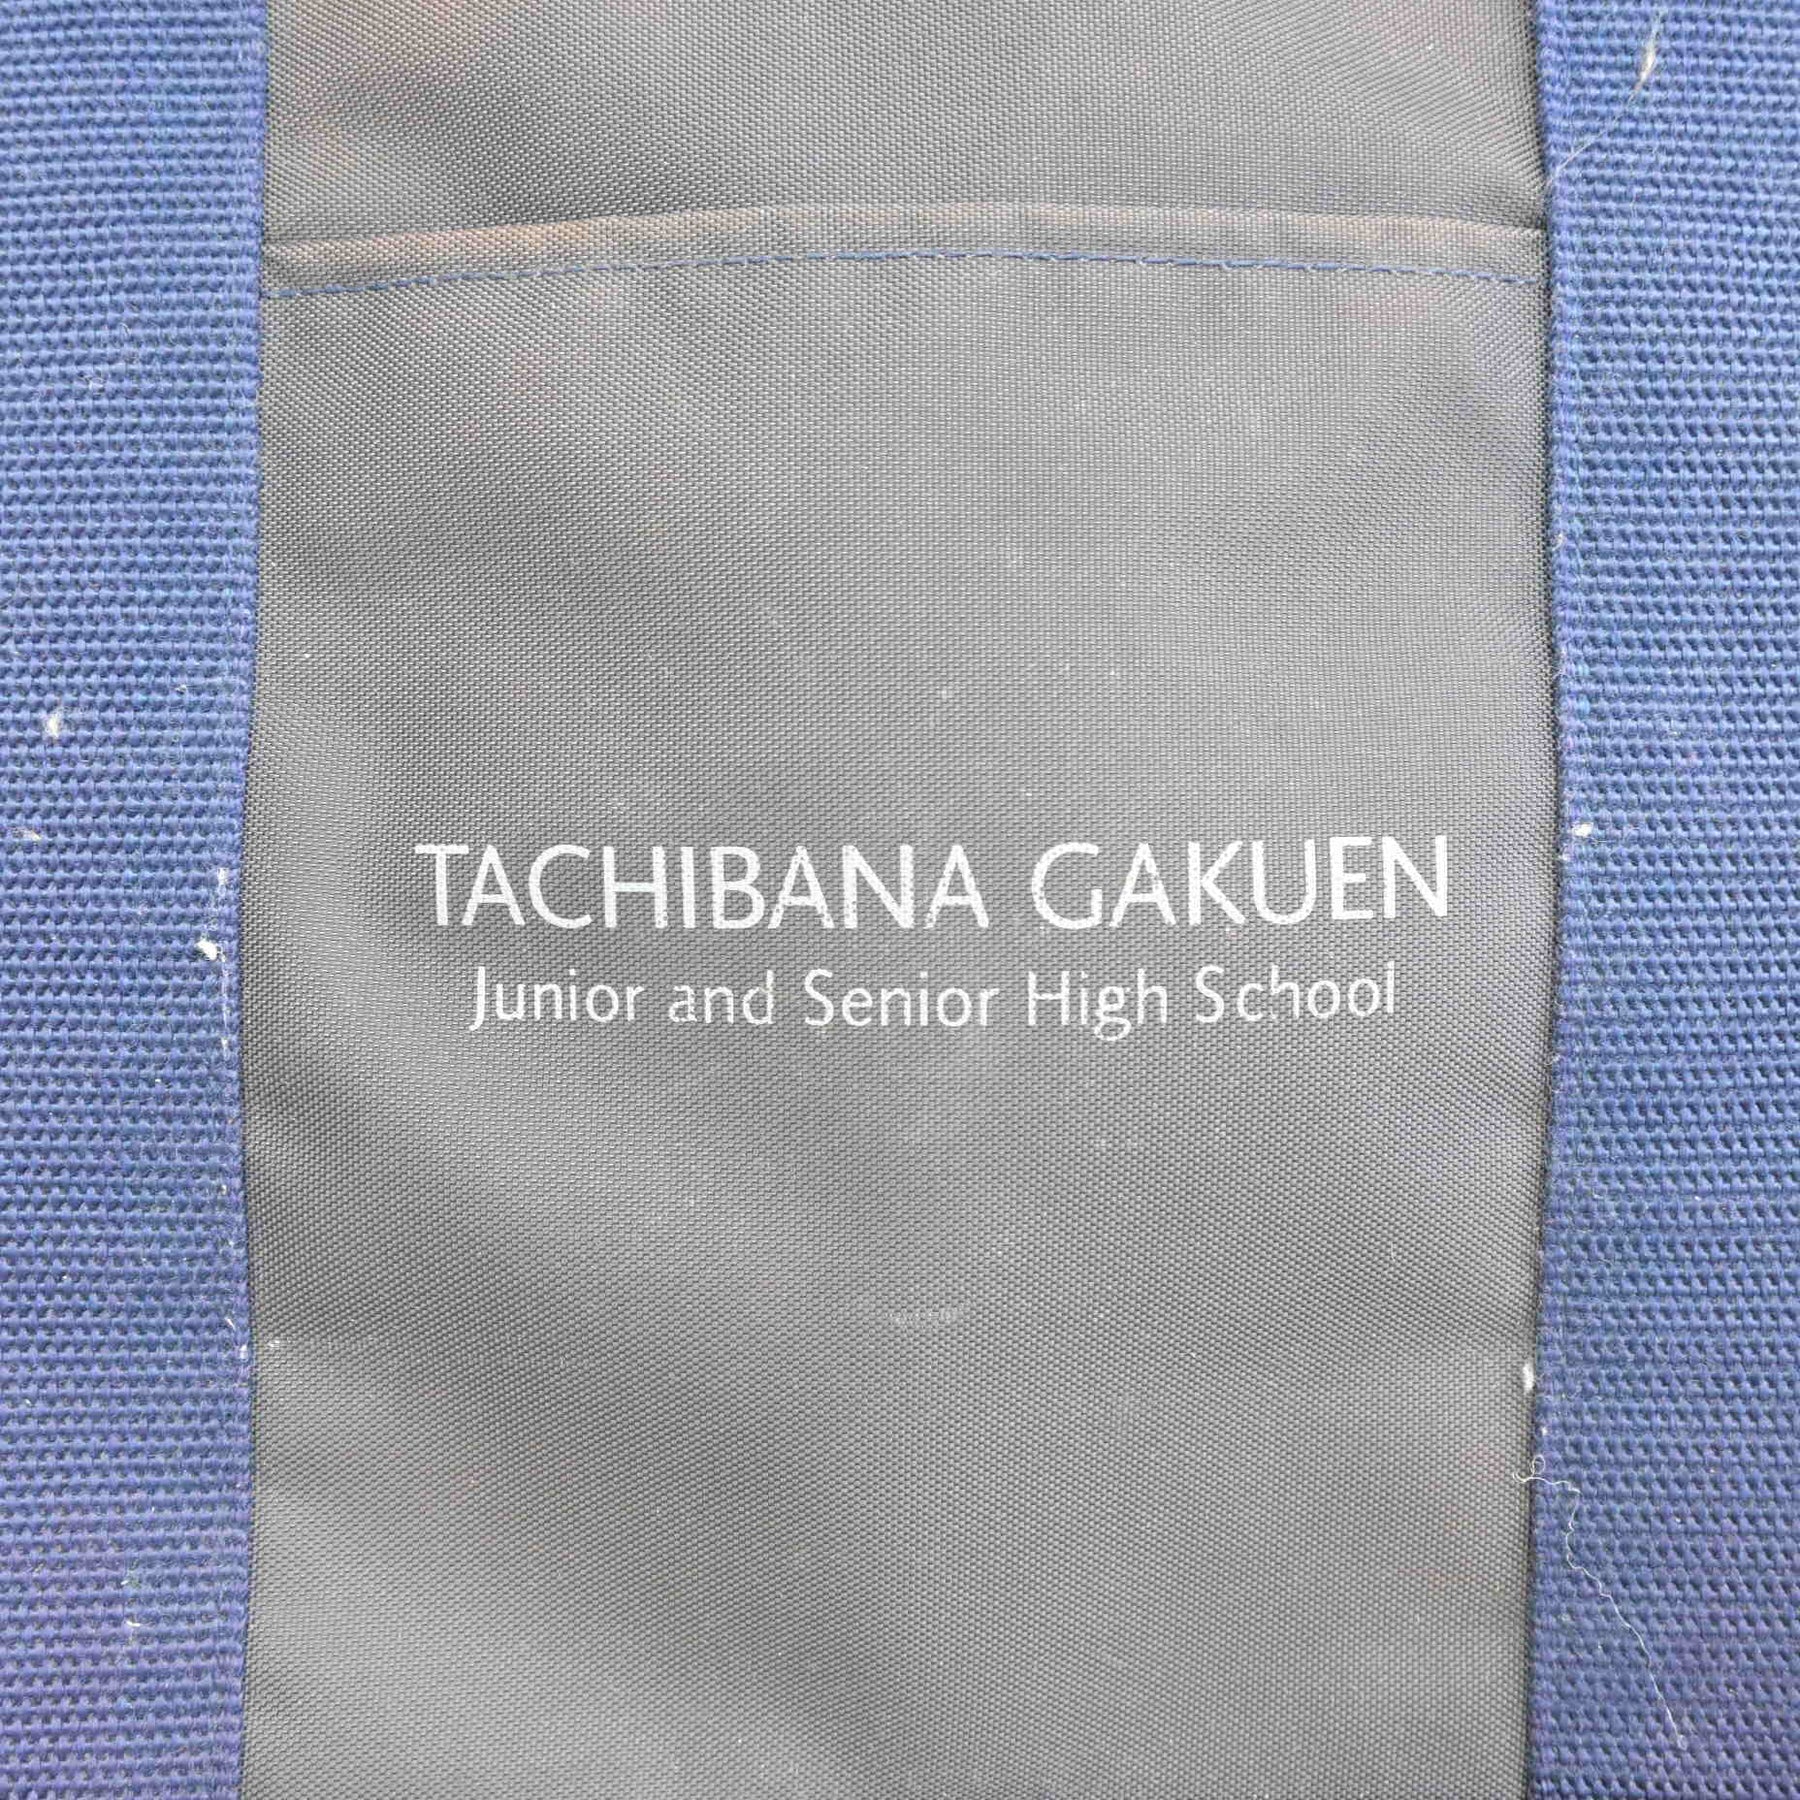 TACHIBANA GAKUEN
Junior and Senior High School